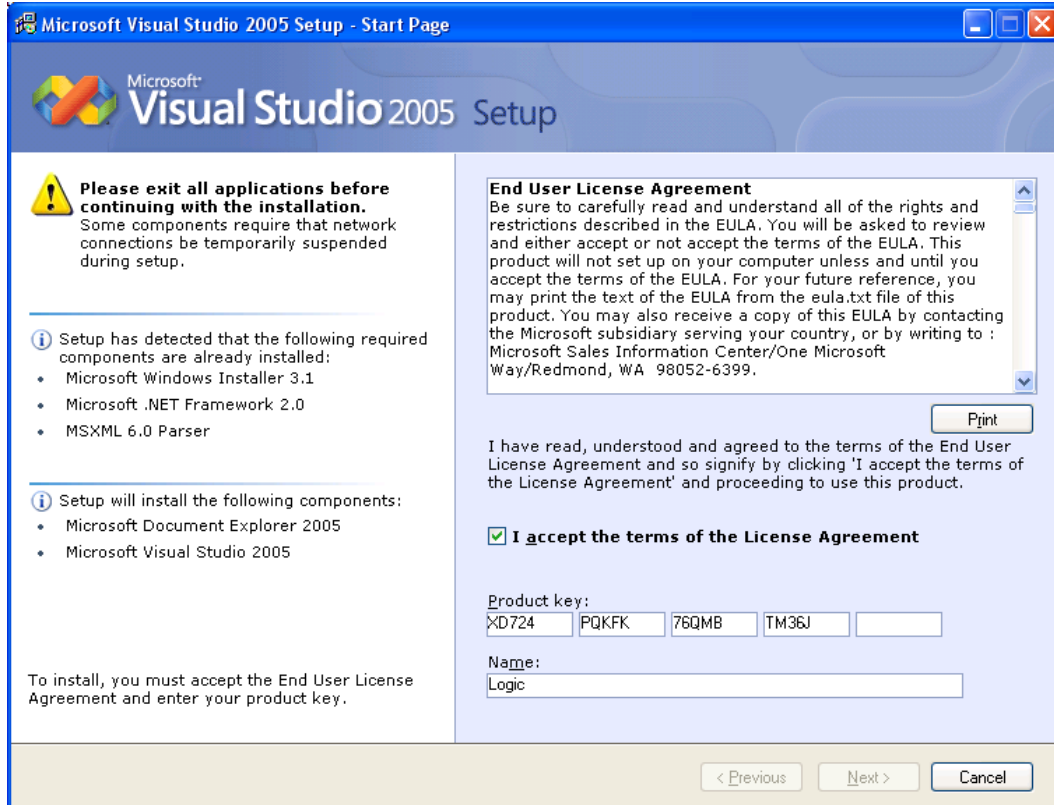 Microsoft Visual Studio 2005 Setup - Start Page
Microsoft
Visual Studio 2005 Setup
Please exit all applications before
continuing with the installation.
Some components require that network
connections be temporarily suspended
during setup.
Setup has detected that the following required
components are already installed:
Microsoft Windows Installer 3.1
Microsoft .NET Framework 2.0
MSXML 6.0 Parser
Setup will install the following components:
Microsoft Document Explorer 2005
Microsoft Visual Studio 2005
To install, you must accept the End User License
Agreement and enter your product key.
End User License Agreement
Be sure to carefully read and understand all of the rights and
restrictions described in the EULA. You will be asked to review
and either accept or not accept the terms of the EULA. This
product will not set up on your computer unless and until you
accept the terms of the EULA. For your future reference, you
may print the text of the EULA from the eula.txt file of this
product. You may also receive a copy of this EULA by contacting
the Microsoft subsidiary serving your country, or by writing to :
Microsoft Sales Information Center/One Microsoft
Way/Redmond, WA 98052-6399.
Print
I have read, understood and agreed to the terms of the End User
License Agreement and so signify by clicking 'I accept the terms of
the License Agreement' and proceeding to use this product.
I accept the terms of the License Agreement
Product key:
XD724 PQKFK 76QMB TM36J
Name:
Logic
< Previous Next > Cancel